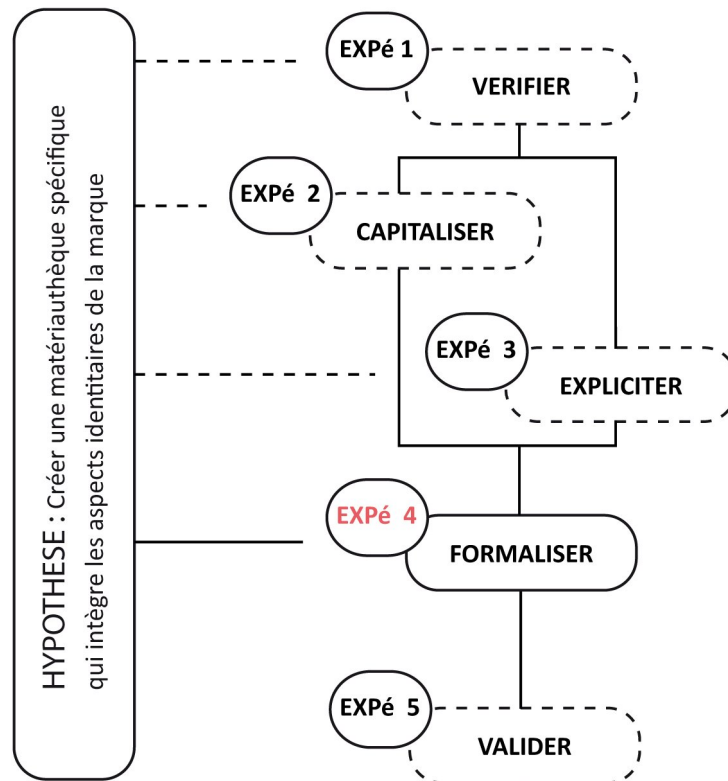 HYPOTHESE : Créer une matériauthèque spécifique
qui intègre les aspects identitaires de la marque
EXPé 1
VERIFIER
EXPé 2
CAPITALISER
EXPé 3
EXPLICITER
EXPé 4
FORMALISER
EXPé 5
VALIDER